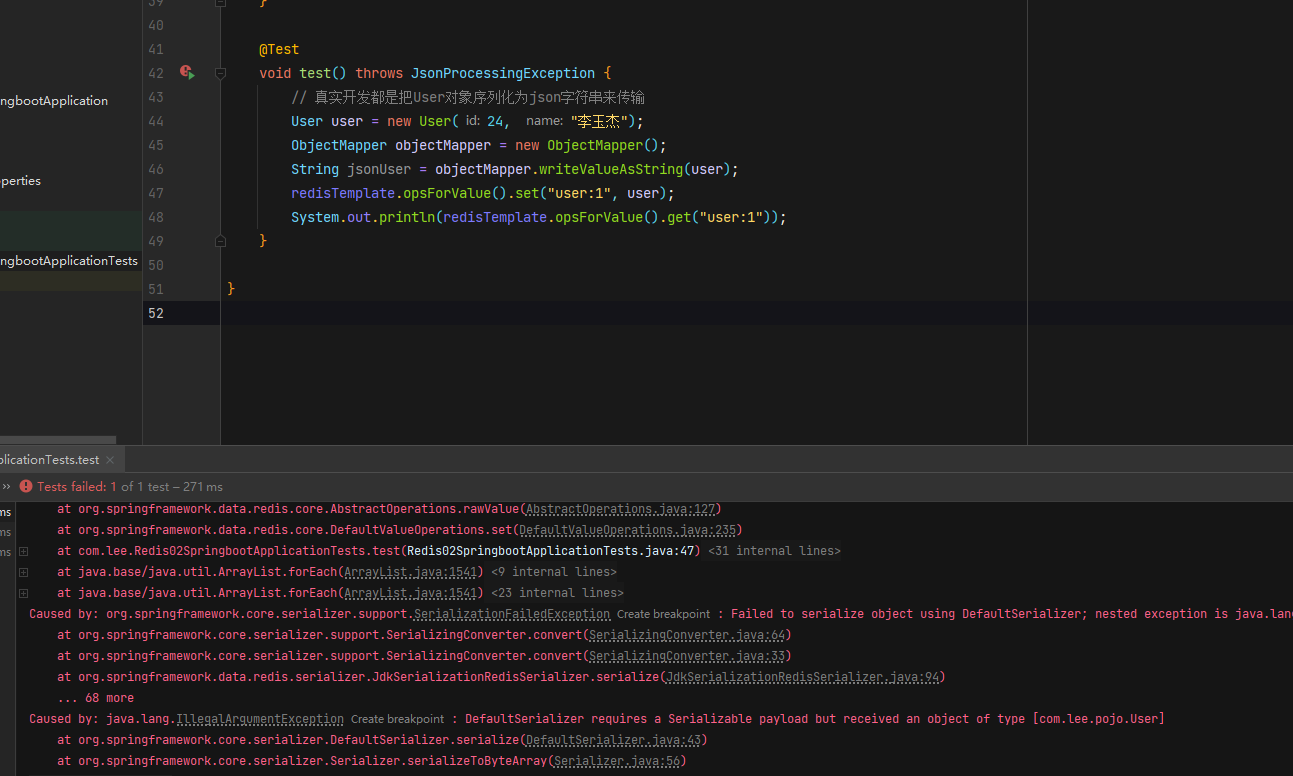 39
}
40
41
@Test
42
void test() throws JsonProcessingException {
43
// 真实开发都是把User对象序列化为json字符串来传输
ngbootApplication
44
User user = new User( id: 24, name: "李玉杰");
45
ObjectMapper objectMapper = new ObjectMapper();
46
String jsonUser = objectMapper.writeValueAsString(user);
perties
47
redisTemplate.opsForValue().set("user:1", user);
48
System.out.println(redisTemplate.opsForValue().get("user:1"));
49
}
ngbootApplicationTests
50
51
}
52
plicationTests.test ×
» Tests failed: 1 of 1 test – 271 ms
ms
at org.springframework.data.redis.core.AbstractOperations.rawValue(AbstractOperations.java:127)
ms
at org.springframework.data.redis.core.DefaultValueOperations.set(DefaultValueOperations.java:235)
ms
at com.lee.Redis02SpringbootApplicationTests.test(Redis02SpringbootApplicationTests.java:47) <31 internal lines>
at java.base/java.util.ArrayList.forEach(ArrayList.java:1541) <9 internal lines>
at java.base/java.util.ArrayList.forEach(ArrayList.java:1541) <23 internal lines>
Caused by: org.springframework.core.serializer.support.SerializationFailedException Create breakpoint : Failed to serialize object using DefaultSerializer; nested exception is java.lan
at org.springframework.core.serializer.support.SerializingConverter.convert(SerializingConverter.java:64)
at org.springframework.core.serializer.support.SerializingConverter.convert(SerializingConverter.java:33)
at org.springframework.data.redis.serializer.JdkSerializationRedisSerializer.serialize(JdkSerializationRedisSerializer.java:94)
... 68 more
Caused by: java.lang.IllegalArgumentException Create breakpoint : DefaultSerializer requires a Serializable payload but received an object of type [com.lee.pojo.User]
at org.springframework.core.serializer.DefaultSerializer.serialize(DefaultSerializer.java:43)
at org.springframework.core.serializer.Serializer.serializeToByteArray(Serializer.java:56)